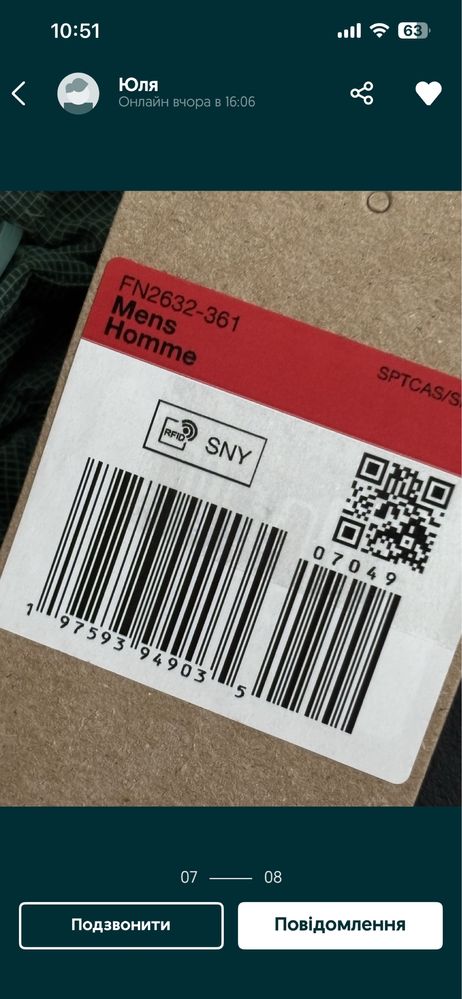 10:51
63
Юля
Онлайн вчора в 16:06
FN2632-361
Mens
Homme
SPTCAS/S
RFID
SNY
07049
1 97593 94903 5
07 08
Подзвонити
Повідомлення